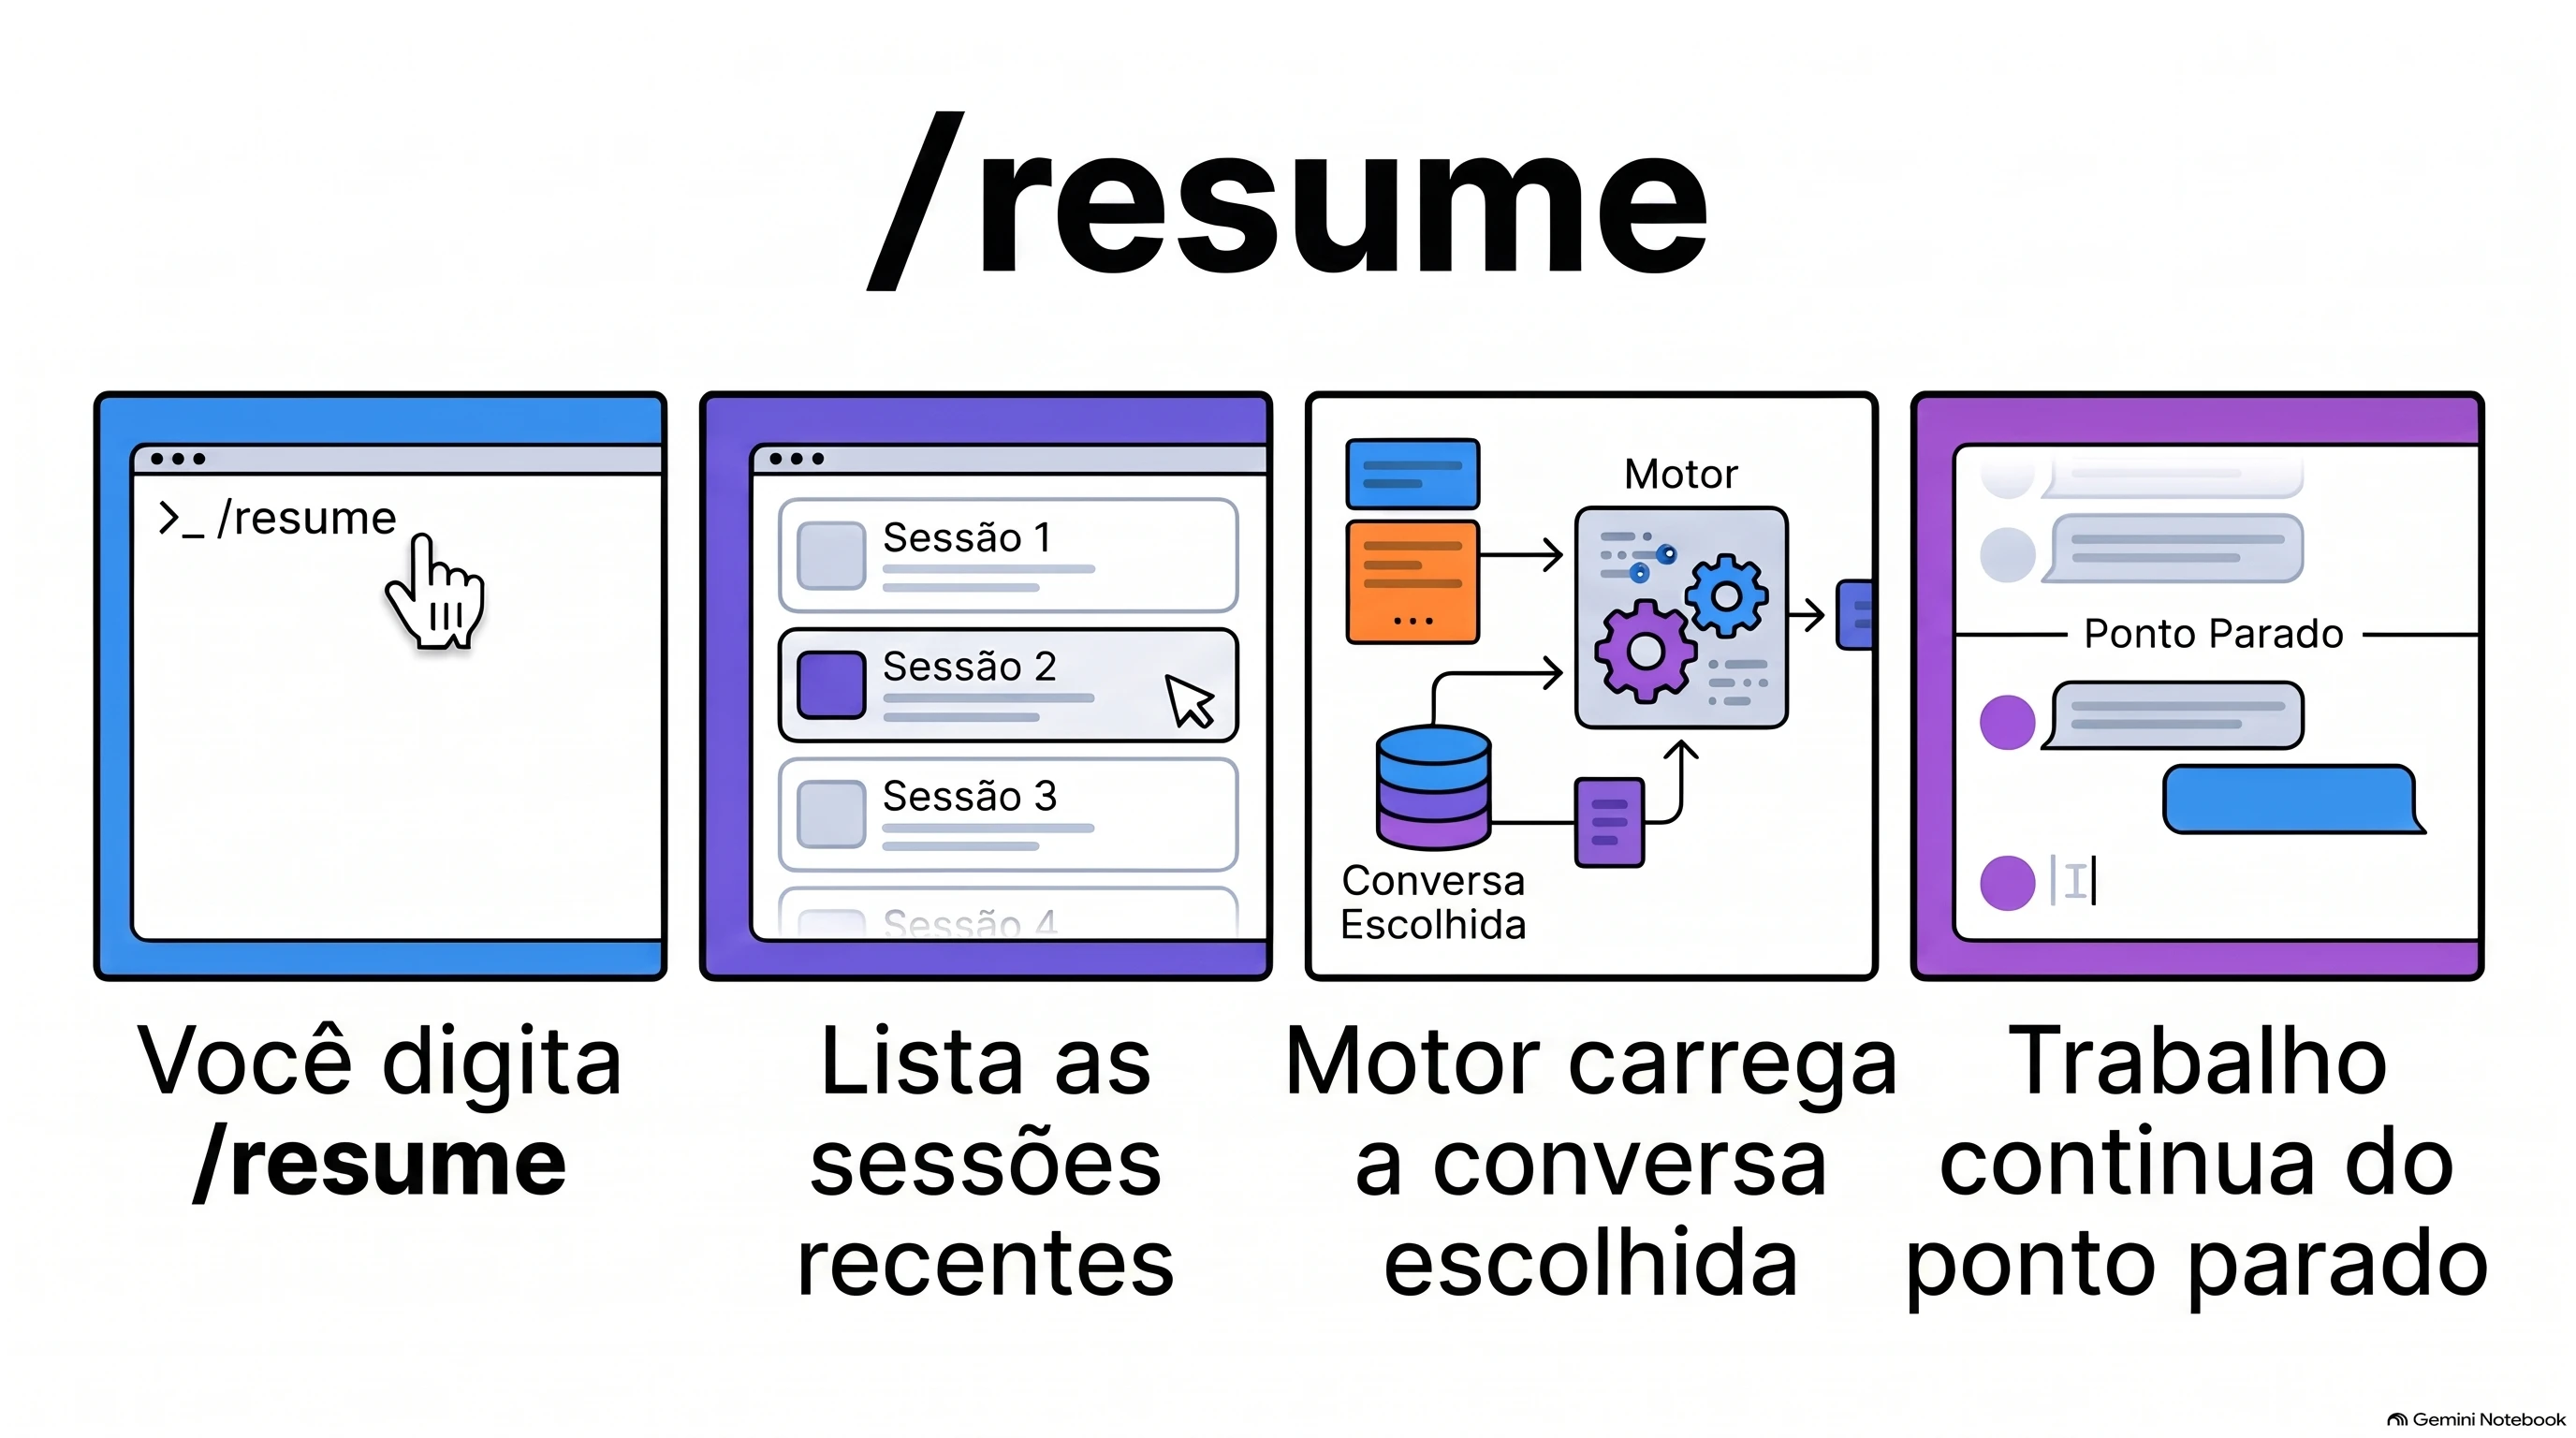 /resume
>_ /resume
Sessão 1
Sessão 2
Sessão 3
Sessão 4
Motor
Conversa
Escolhida
Ponto Parado
Você digita
/resume
Lista as
sessões
recentes
Motor carrega
a conversa
escolhida
Trabalho
continua do
ponto parado
Gemini Notebook